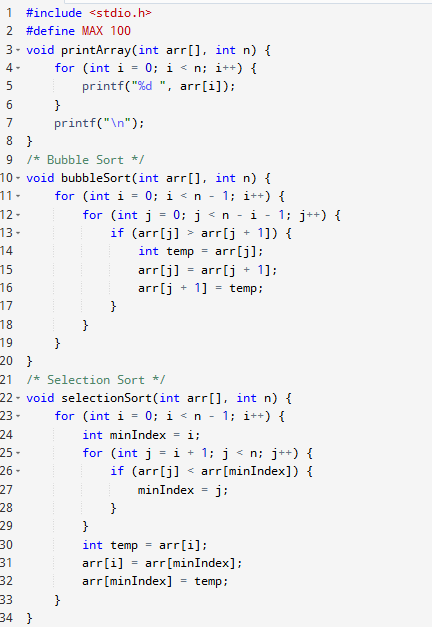 1 #include <stdio.h>
2 #define MAX 100
3 void printArray(int arr[], int n) {
4     for (int i = 0; i < n; i++) {
5         printf("%d ", arr[i]);
6     }
7     printf("\n");
8 }
9 /* Bubble Sort */
10 void bubbleSort(int arr[], int n) {
11     for (int i = 0; i < n - 1; i++) {
12         for (int j = 0; j < n - i - 1; j++) {
13             if (arr[j] > arr[j + 1]) {
14                 int temp = arr[j];
15                 arr[j] = arr[j + 1];
16                 arr[j + 1] = temp;
17             }
18         }
19     }
20 }
21 /* Selection Sort */
22 void selectionSort(int arr[], int n) {
23     for (int i = 0; i < n - 1; i++) {
24         int minIndex = i;
25         for (int j = i + 1; j < n; j++) {
26             if (arr[j] < arr[minIndex]) {
27                 minIndex = j;
28             }
29         }
30         int temp = arr[i];
31         arr[i] = arr[minIndex];
32         arr[minIndex] = temp;
33     }
34 }